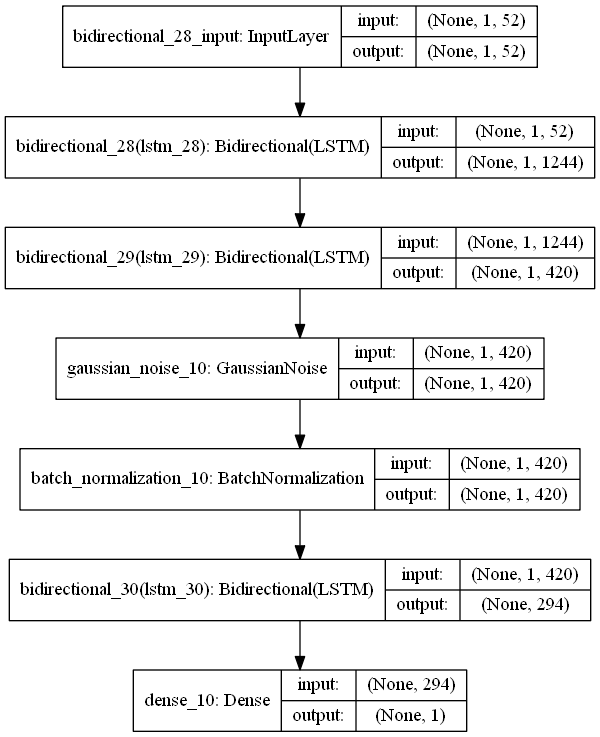 bidirectional_28_input: InputLayer
input: (None, 1, 52)
output: (None, 1, 52)
bidirectional_28(lstm_28): Bidirectional(LSTM)
input: (None, 1, 52)
output: (None, 1, 1244)
bidirectional_29(lstm_29): Bidirectional(LSTM)
input: (None, 1, 1244)
output: (None, 1, 420)
gaussian_noise_10: GaussianNoise
input: (None, 1, 420)
output: (None, 1, 420)
batch_normalization_10: BatchNormalization
input: (None, 1, 420)
output: (None, 1, 420)
bidirectional_30(lstm_30): Bidirectional(LSTM)
input: (None, 1, 420)
output: (None, 294)
dense_10: Dense
input: (None, 294)
output: (None, 1)